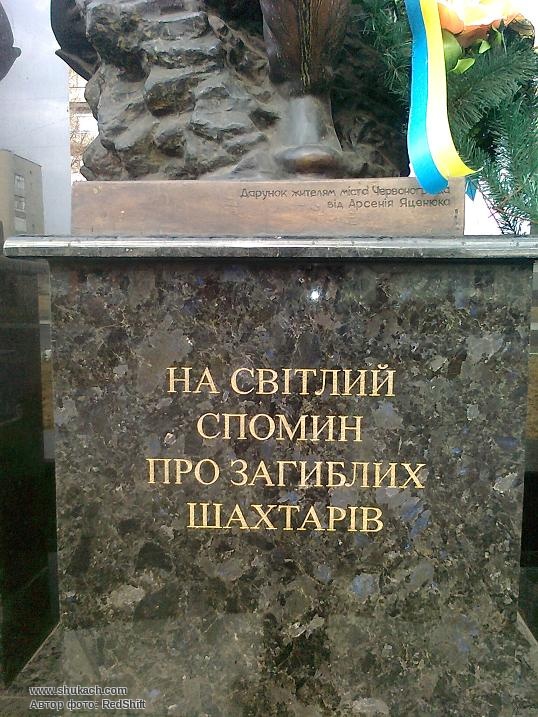 Дарунок жителям міста Червонограда
від Арсенія Яценюка
НА СВІТЛИЙ
СПОМИН
ПРО ЗАГИБЛИХ
ШАХТАРІВ
www.shukach.com
Автор фото: RedShift